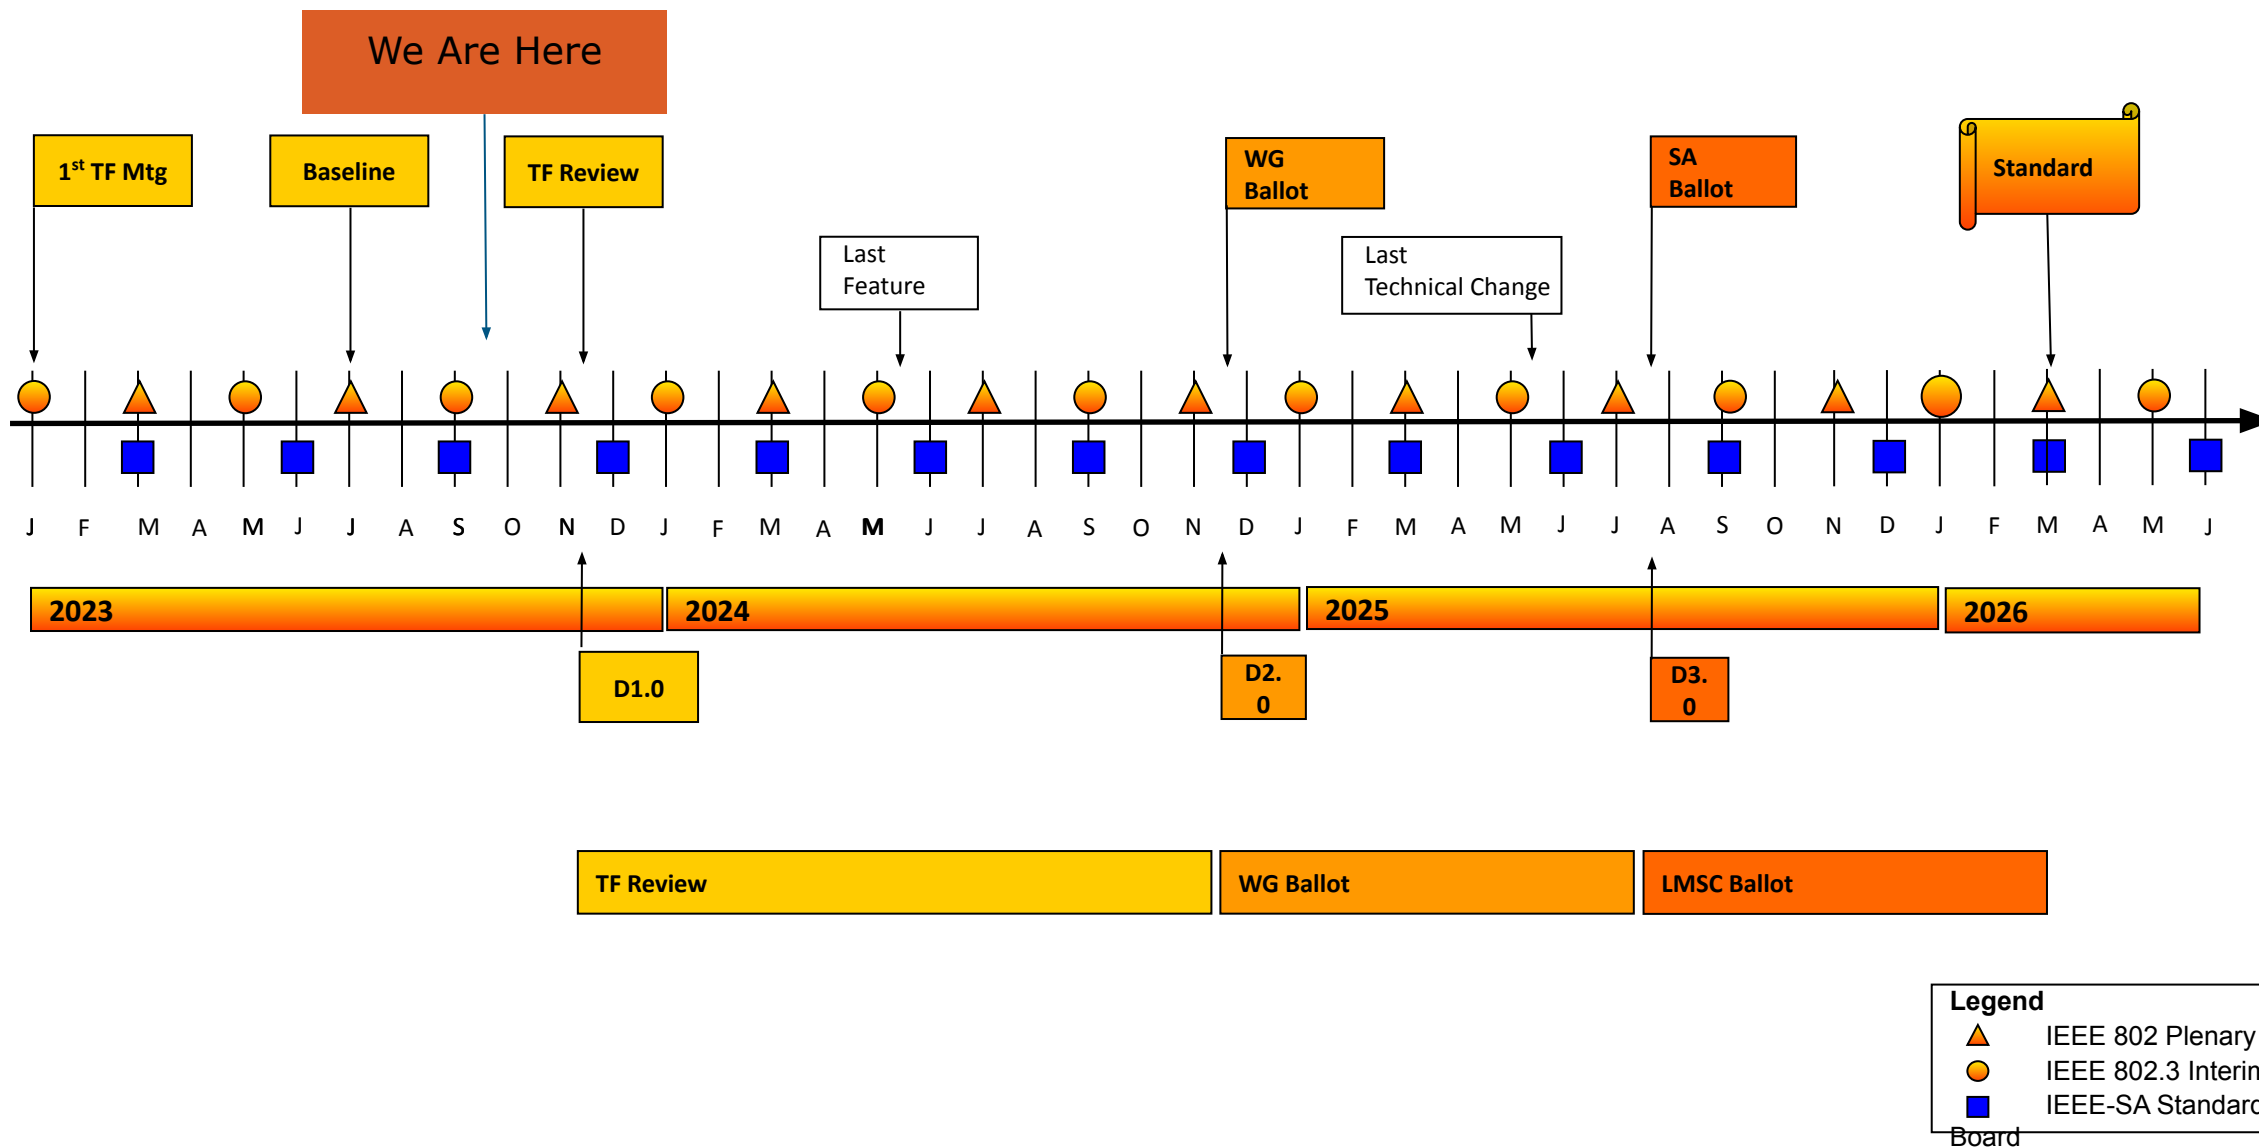 We Are Here
1st TF Mtg
Baseline
TF Review
WG
Ballot
SA
Ballot
Standard
Last
Feature
Last
Technical Change
J F M A M J J A S O N D J F M A M J J A S O N D J F M A M J J A S O N D J F M A M J
2023
2024
2025
2026
D1.0
D2.
0
D3.
0
TF Review
WG Ballot
LMSC Ballot
Legend
IEEE 802 Plenary
IEEE 802.3 Interim
IEEE-SA Standard
Board